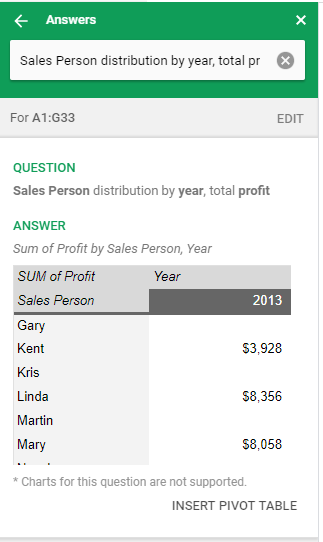 Answers
Sales Person distribution by year, total pr
For A1:G33
EDIT
QUESTION
Sales Person distribution by year, total profit
ANSWER
Sum of Profit by Sales Person, Year
SUM of Profit Year
Sales Person 2013
Gary
Kent $3,928
Kris
Linda $8,356
Martin
Mary $8,058
* Charts for this question are not supported.
INSERT PIVOT TABLE